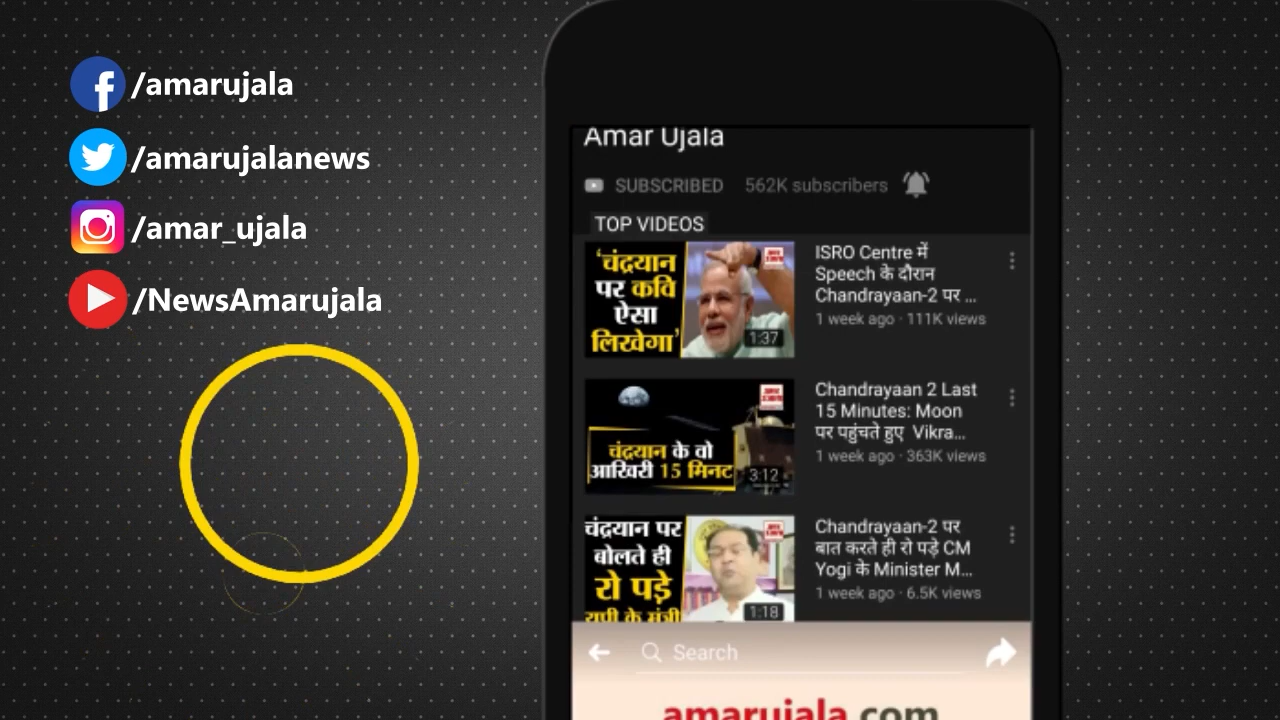 /amarujala
/amarujalanews
/amar_ujala
/NewsAmarujala
Amar Ujala
SUBSCRIBED 562K subscribers
TOP VIDEOS
‘चंद्रयान
पर कवि
ऐसा
लिखेगा’
1:37
ISRO Centre में
Speech के दौरान
Chandrayaan-2 पर ...
1 week ago · 111K views
चंद्रयान के वो
आखिरी 15 मिनट
3:12
Chandrayaan 2 Last
15 Minutes: Moon
पर पहुंचते हुए Vikra...
1 week ago · 363K views
चंद्रयान पर
बोलते ही
रो पड़े
यूपी के मंत्री
1:18
Chandrayaan-2 पर
बात करते ही रो पड़े CM
Yogi के Minister M...
1 week ago · 6.5K views
Search
amarujala.com